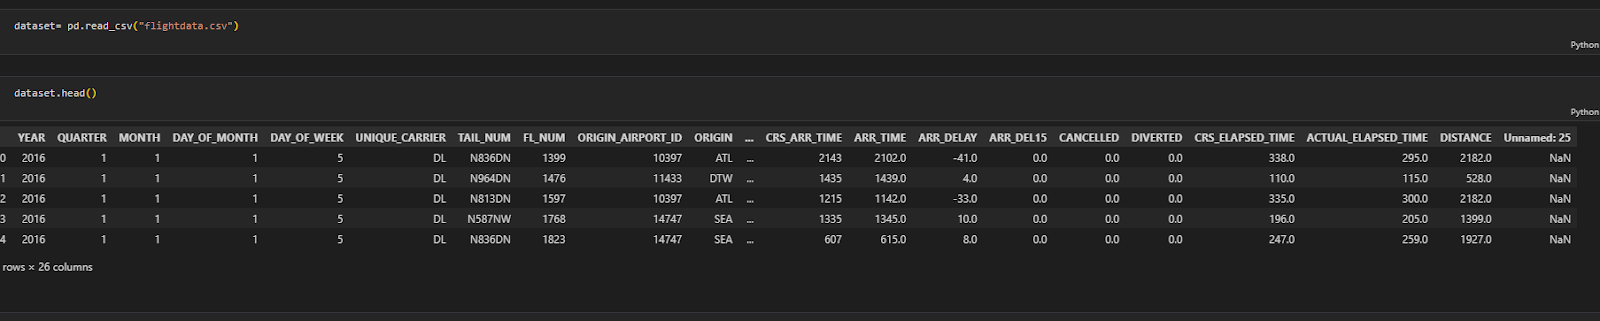 dataset= pd.read_csv("flightdata.csv")
Python
dataset.head()
Python
YEAR QUARTER MONTH DAY_OF_MONTH DAY_OF_WEEK UNIQUE_CARRIER TAIL_NUM FL_NUM ORIGIN_AIRPORT_ID ORIGIN ... CRS_ARR_TIME ARR_TIME ARR_DELAY ARR_DEL15 CANCELLED DIVERTED CRS_ELAPSED_TIME ACTUAL_ELAPSED_TIME DISTANCE Unnamed: 25
0 2016 1 1 1 5 DL N836DN 1399 10397 ATL ... 2143 2102.0 -41.0 0.0 0.0 0.0 338.0 295.0 2182.0 NaN
1 2016 1 1 1 5 DL N964DN 1476 11433 DTW ... 1435 1439.0 4.0 0.0 0.0 0.0 110.0 115.0 528.0 NaN
2 2016 1 1 1 5 DL N813DN 1597 10397 ATL ... 1215 1142.0 -33.0 0.0 0.0 0.0 335.0 300.0 2182.0 NaN
3 2016 1 1 1 5 DL N587NW 1768 14747 SEA ... 1335 1345.0 10.0 0.0 0.0 0.0 196.0 205.0 1399.0 NaN
4 2016 1 1 1 5 DL N836DN 1823 14747 SEA ... 607 615.0 8.0 0.0 0.0 0.0 247.0 259.0 1927.0 NaN
rows × 26 columns